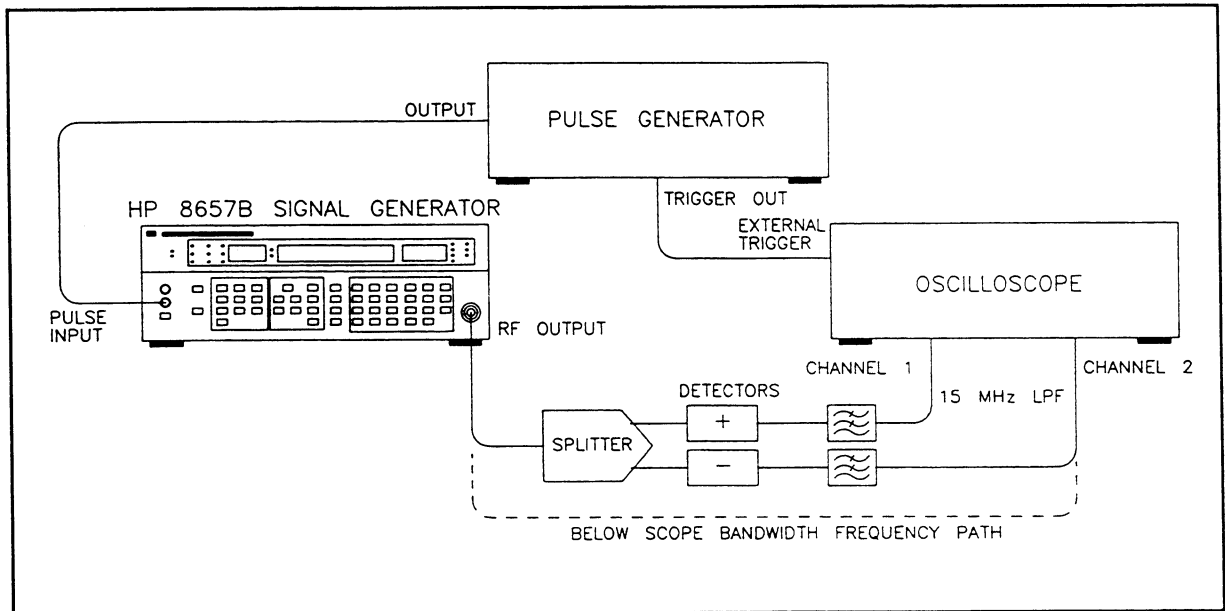 OUTPUT
PULSE GENERATOR
HP 8657B SIGNAL GENERATOR
TRIGGER OUT
EXTERNAL
TRIGGER
OSCILLOSCOPE
PULSE
INPUT
RF OUTPUT
CHANNEL 1
CHANNEL 2
DETECTORS
15 MHz LPF
SPLITTER
+
−
BELOW SCOPE BANDWIDTH FREQUENCY PATH